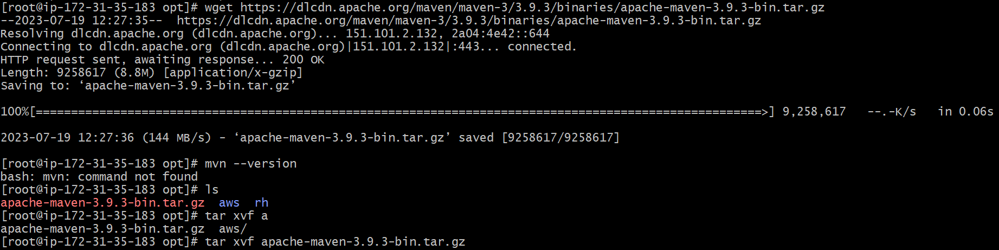 [root@ip-172-31-35-183 opt]# wget https://dlcdn.apache.org/maven/maven-3/3.9.3/binaries/apache-maven-3.9.3-bin.tar.gz
--2023-07-19 12:27:35--  https://dlcdn.apache.org/maven/maven-3/3.9.3/binaries/apache-maven-3.9.3-bin.tar.gz
Resolving dlcdn.apache.org (dlcdn.apache.org)... 151.101.2.132, 2a04:4e42::644
Connecting to dlcdn.apache.org (dlcdn.apache.org)|151.101.2.132|:443... connected.
HTTP request sent, awaiting response... 200 OK
Length: 9258617 (8.8M) [application/x-gzip]
Saving to: ‘apache-maven-3.9.3-bin.tar.gz’
100%[=======================================================================================================>] 9,258,617   --.-K/s   in 0.06s
2023-07-19 12:27:36 (144 MB/s) - ‘apache-maven-3.9.3-bin.tar.gz’ saved [9258617/9258617]
[root@ip-172-31-35-183 opt]# mvn --version
bash: mvn: command not found
[root@ip-172-31-35-183 opt]# ls
apache-maven-3.9.3-bin.tar.gz  aws  rh
[root@ip-172-31-35-183 opt]# tar xvf a
apache-maven-3.9.3-bin.tar.gz  aws/
[root@ip-172-31-35-183 opt]# tar xvf apache-maven-3.9.3-bin.tar.gz